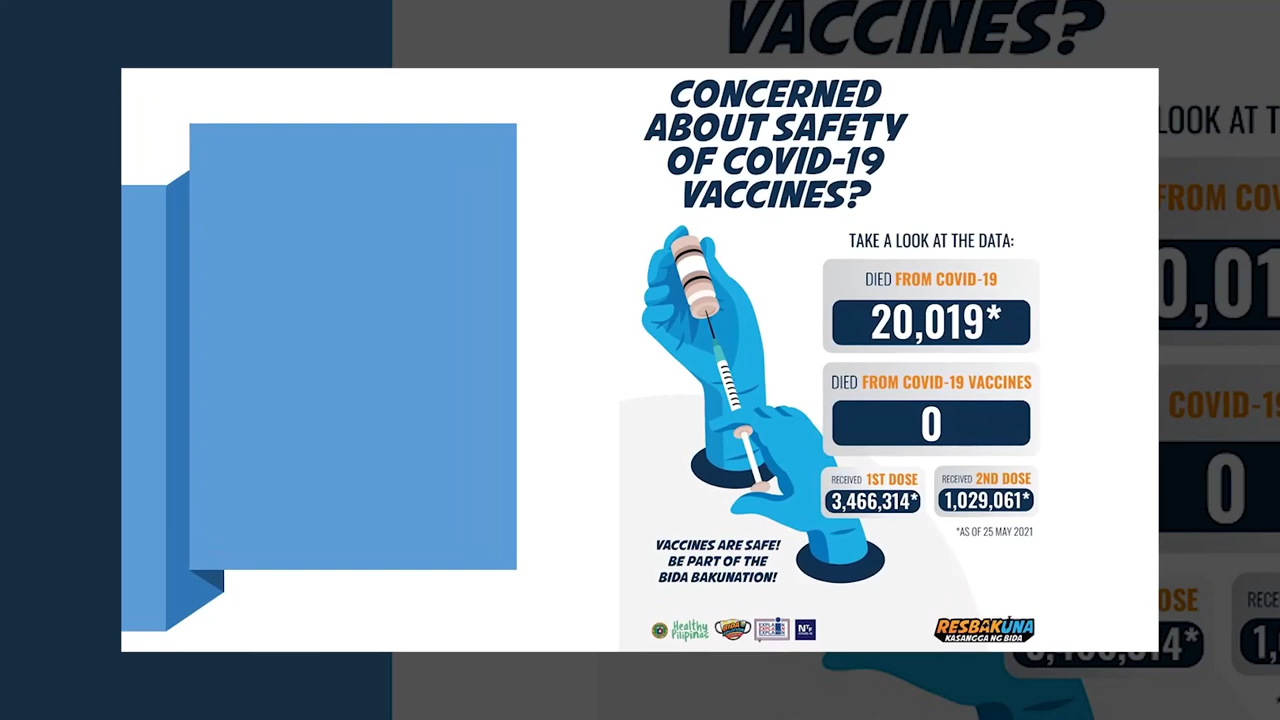 VACCINES?
CONCERNED
ABOUT SAFETY
OF COVID-19
VACCINES?
LOOK AT T
TAKE A LOOK AT THE DATA:
DIED FROM COVID-19
20,019*
DIED FROM COVID-19 VACCINES
0
RECEIVED 1ST DOSE
3,466,314*
RECEIVED 2ND DOSE
1,029,061*
*AS OF 25 MAY 2021
VACCINES ARE SAFE!
BE PART OF THE
BIDA BAKUNATION!
Healthy
Pilipinas
RESBAKUNA
KASANGGA NG BIDA
FROM COV
0,01
COVID-19
0
OSE
RECE
1,